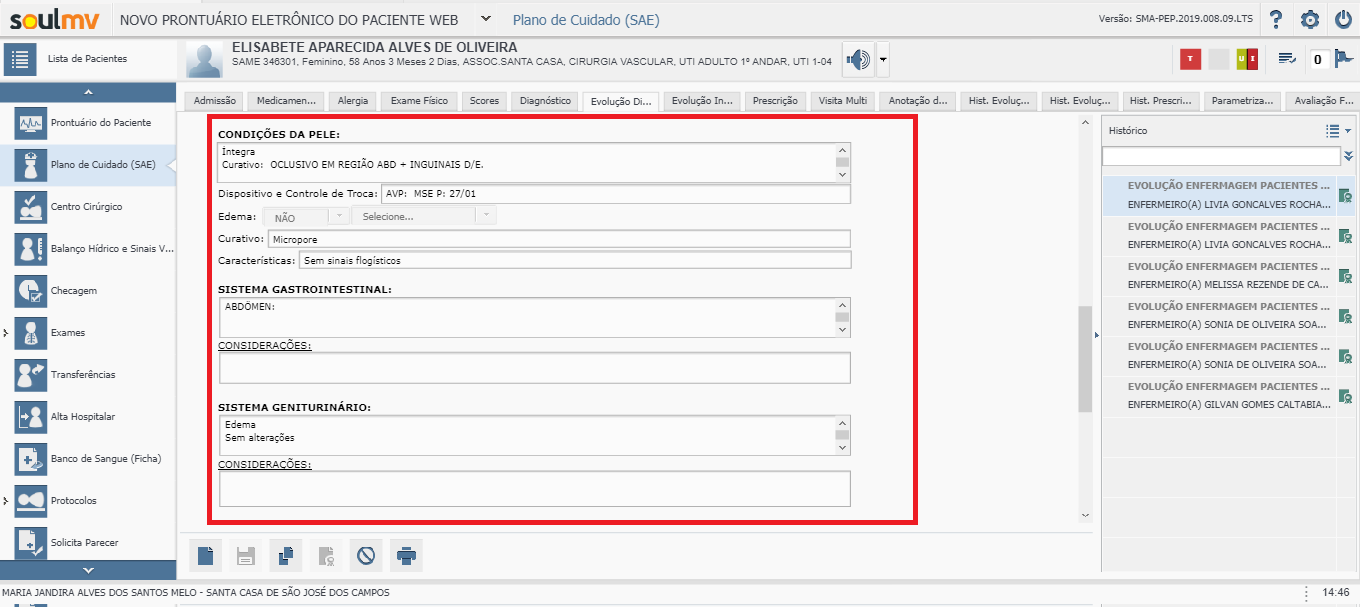 soulmv
NOVO PRONTUÁRIO ELETRÔNICO DO PACIENTE WEB
Plano de Cuidado (SAE)
Versão: SMA-PEP.2019.008.09.LTS
?
Lista de Pacientes
ELISABETE APARECIDA ALVES DE OLIVEIRA
SAME 346301, Feminino, 58 Anos 3 Meses 2 Dias, ASSOC.SANTA CASA, CIRURGIA VASCULAR, UTI ADULTO 1º ANDAR, UTI 1-04
T
U I
0
Admissão
Medicamen...
Alergia
Exame Físico
Scores
Diagnóstico
Evolução Di...
Evolução In...
Prescrição
Visita Multi
Anotação d...
Hist. Evoluç...
Hist. Evoluç...
Hist. Prescri...
Parametriza...
Avaliação F...
Prontuário do Paciente
Plano de Cuidado (SAE)
Centro Cirúrgico
Balanço Hídrico e Sinais V...
Checagem
Exames
Transferências
Alta Hospitalar
Banco de Sangue (Ficha)
Protocolos
Solicita Parecer
CONDIÇÕES DA PELE:
Íntegra
Curativo: OCLUSIVO EM REGIÃO ABD + INGUINAIS D/E.
Dispositivo e Controle de Troca: AVP: MSE P: 27/01
Edema: NÃO Selecione...
Curativo: Micropore
Características: Sem sinais flogísticos
SISTEMA GASTROINTESTINAL:
ABDÔMEN:
CONSIDERAÇÕES:
SISTEMA GENITURINÁRIO:
Edema
Sem alterações
CONSIDERAÇÕES:
Histórico
EVOLUÇÃO ENFERMAGEM PACIENTES ...
ENFERMEIRO(A) LIVIA GONCALVES ROCHA...
EVOLUÇÃO ENFERMAGEM PACIENTES ...
ENFERMEIRO(A) LIVIA GONCALVES ROCHA...
EVOLUÇÃO ENFERMAGEM PACIENTES ...
ENFERMEIRO(A) MELISSA REZENDE DE CA...
EVOLUÇÃO ENFERMAGEM PACIENTES ...
ENFERMEIRO(A) SONIA DE OLIVEIRA SOA...
EVOLUÇÃO ENFERMAGEM PACIENTES ...
ENFERMEIRO(A) SONIA DE OLIVEIRA SOA...
EVOLUÇÃO ENFERMAGEM PACIENTES ...
ENFERMEIRO(A) GILVAN GOMES CALTABIA...
MARIA JANDIRA ALVES DOS SANTOS MELO - SANTA CASA DE SÃO JOSÉ DOS CAMPOS
14:46